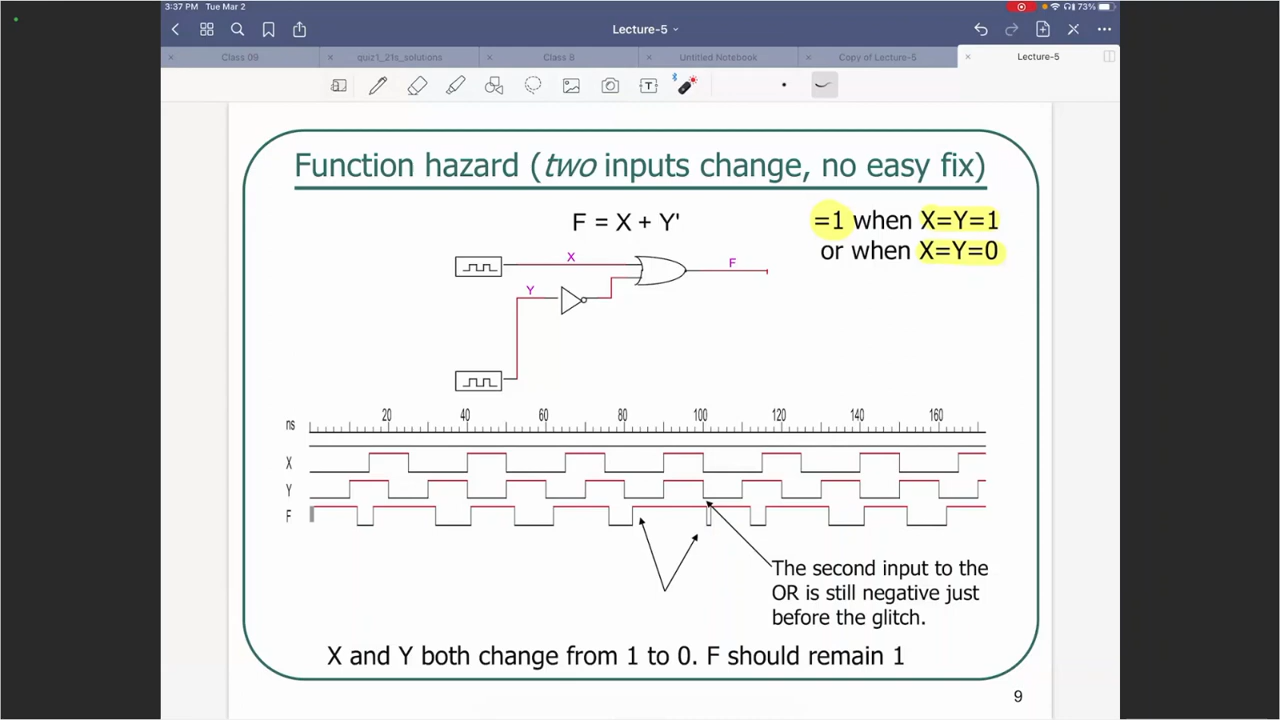 3:37 PM Tue Mar 2
73%
Lecture-5
Class 09
quiz1_21s_solutions
Class 8
Untitled Notebook
Copy of Lecture-5
Lecture-5
T
Function hazard (two inputs change, no easy fix)
F = X + Y'
=1 when X=Y=1
or when X=Y=0
X
F
Y
ns 20 40 60 80 100 120 140 160
X
Y
F
The second input to the
OR is still negative just
before the glitch.
X and Y both change from 1 to 0. F should remain 1
9